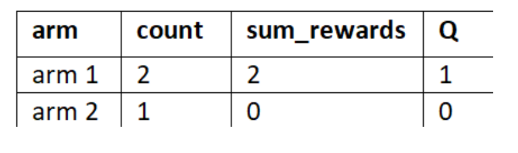 arm count sum_rewards Q
arm 1 2 2 1
arm 2 1 0 0